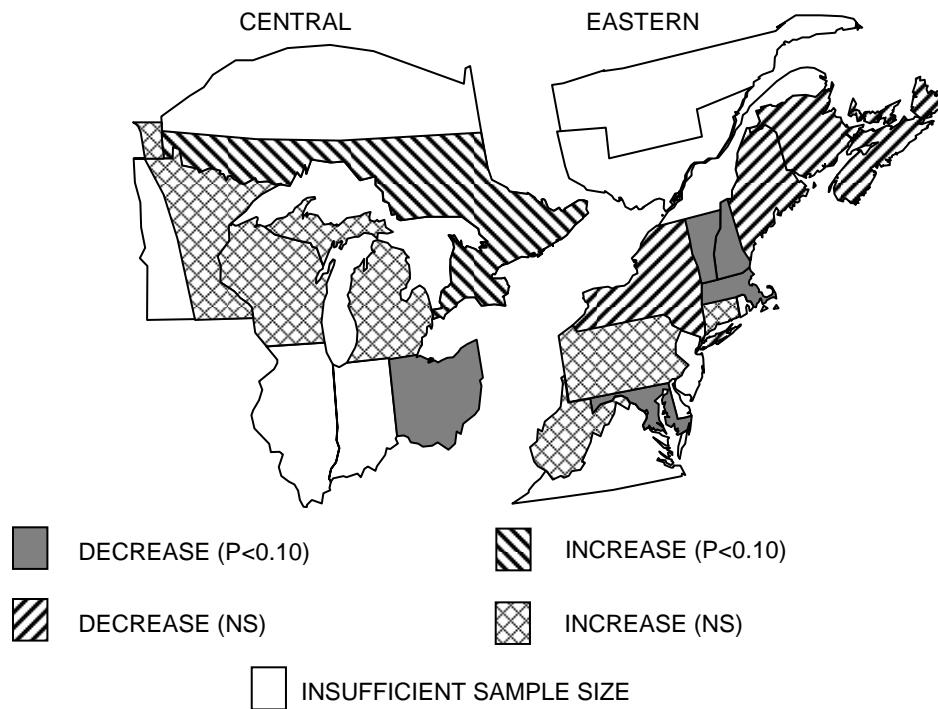 CENTRAL
EASTERN
DECREASE (P<0.10)
INCREASE (P<0.10)
DECREASE (NS)
INCREASE (NS)
INSUFFICIENT SAMPLE SIZE